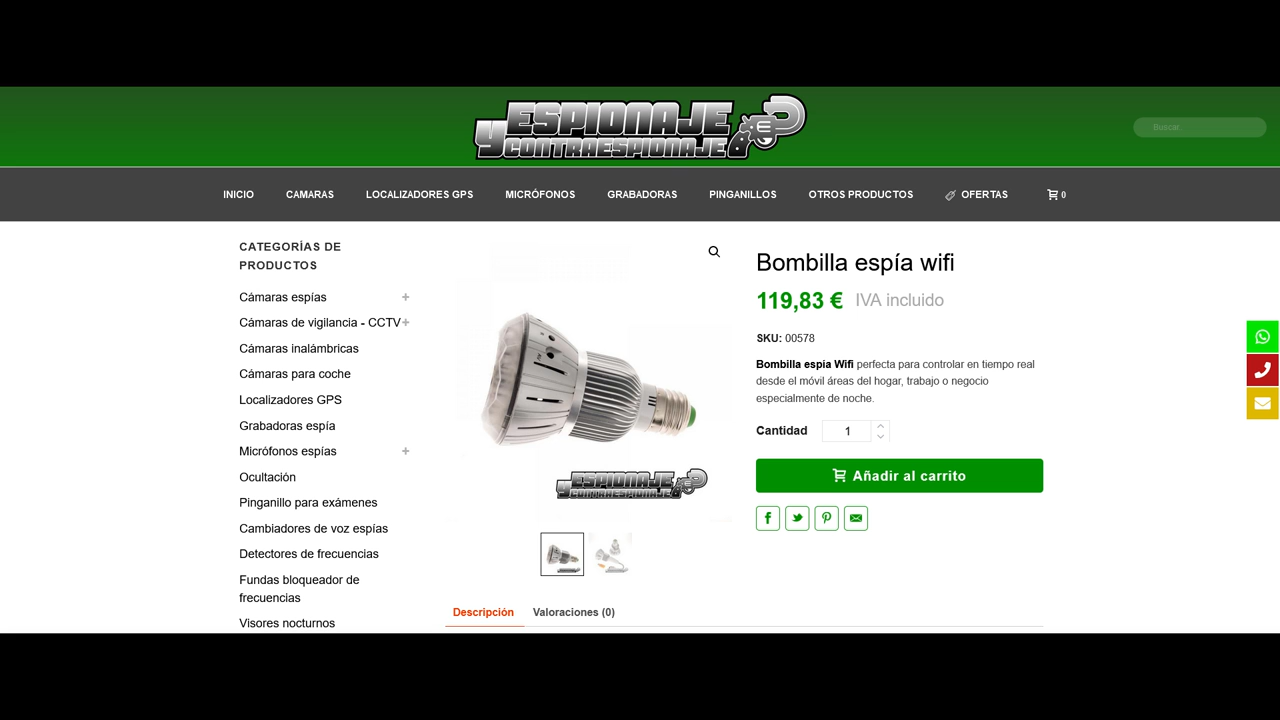 ESPIONAJE
Y CONTRAESPIONAJE
Buscar
INICIO
CAMARAS
LOCALIZADORES GPS
MICRÓFONOS
GRABADORAS
PINGANILLOS
OTROS PRODUCTOS
OFERTAS
0
CATEGORÍAS DE
PRODUCTOS
Cámaras espías +
Cámaras de vigilancia - CCTV +
Cámaras inalámbricas
Cámaras para coche
Localizadores GPS
Grabadoras espía
Micrófonos espías +
Ocultación
Pinganillo para exámenes
Cambiadores de voz espías
Detectores de frecuencias
Fundas bloqueador de
frecuencias
Visores nocturnos
ESPIONAJE
Y CONTRAESPIONAJE
Bombilla espía wifi
119,83 € IVA incluido
SKU: 00578
Bombilla espía Wifi perfecta para controlar en tiempo real
desde el móvil áreas del hogar, trabajo o negocio
especialmente de noche.
Cantidad 1
Añadir al carrito
Descripción
Valoraciones (0)